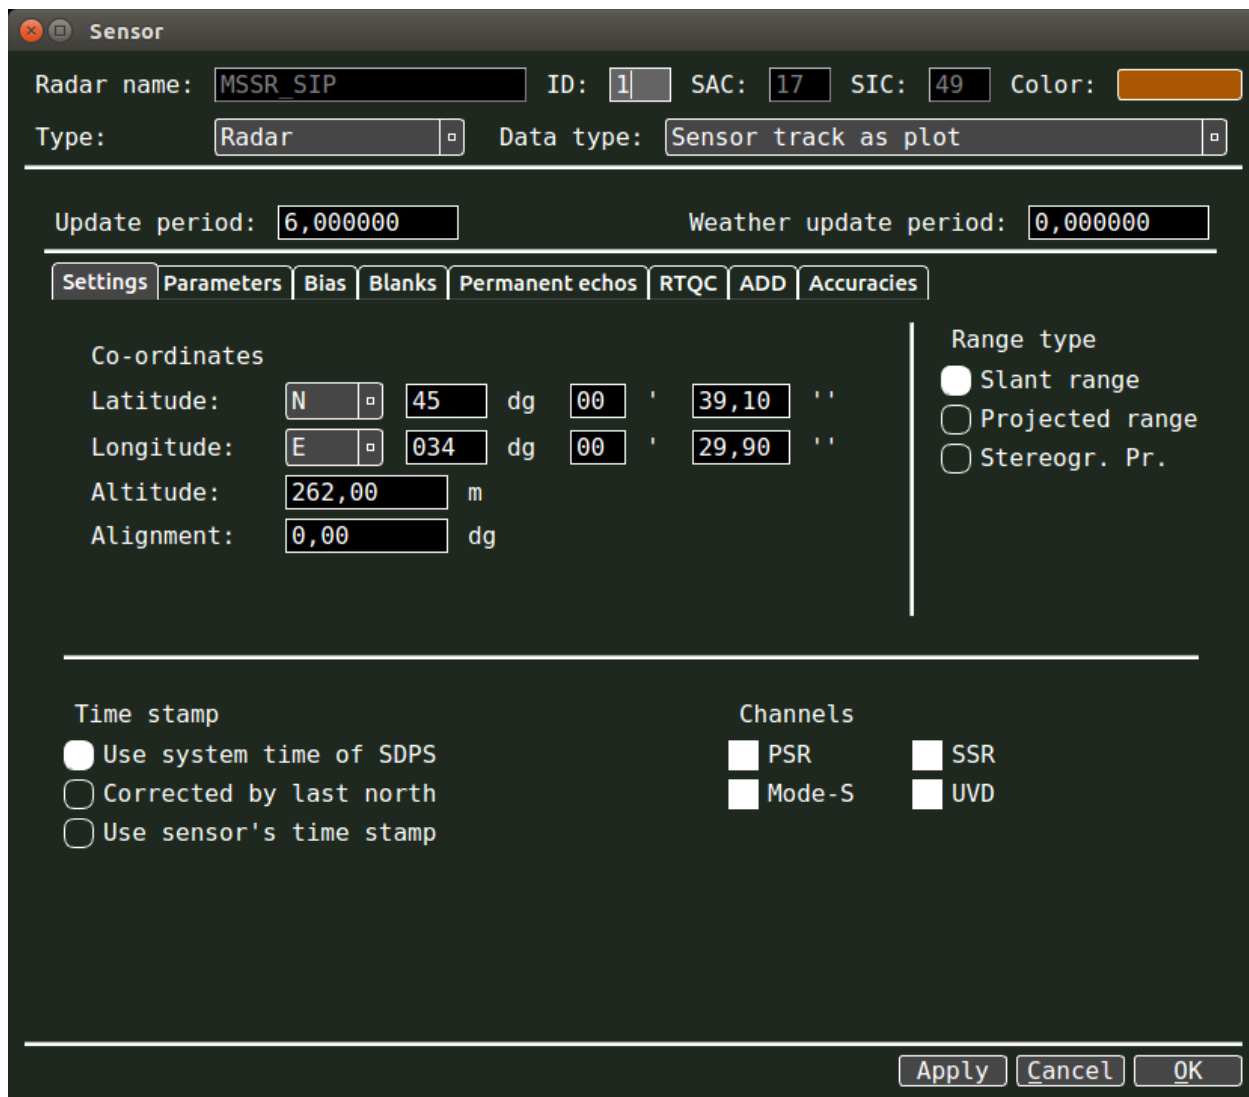 Sensor
Radar name: MSSR_SIP ID: 1 SAC: 17 SIC: 49 Color:
Type: Radar Data type: Sensor track as plot
Update period: 6,000000 Weather update period: 0,000000
Settings Parameters Bias Blanks Permanent echos RTQC ADD Accuracies
Co-ordinates
Latitude: N 45 dg 00 ' 39,10 ''
Longitude: E 034 dg 00 ' 29,90 ''
Altitude: 262,00 m
Alignment: 0,00 dg
Range type
Slant range
Projected range
Stereogr. Pr.
Time stamp
Use system time of SDPS
Corrected by last north
Use sensor's time stamp
Channels
PSR SSR
Mode-S UVD
Apply Cancel OK